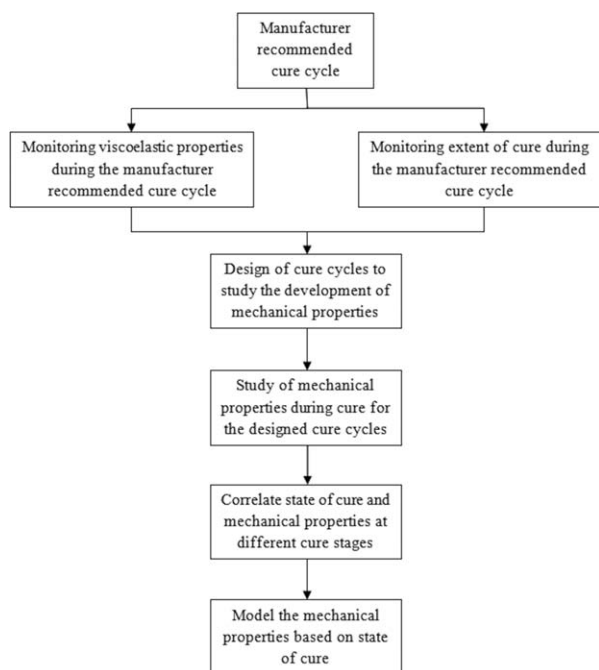 Manufacturer
recommended
cure cycle
Monitoring viscoelastic properties
during the manufacturer
recommended cure cycle
Monitoring extent of cure during
the manufacturer recommended
cure cycle
Design of cure cycles to
study the development of
mechanical properties
Study of mechanical
properties during cure for
the designed cure cycles
Correlate state of cure and
mechanical properties at
different cure stages
Model the mechanical
properties based on state
of cure